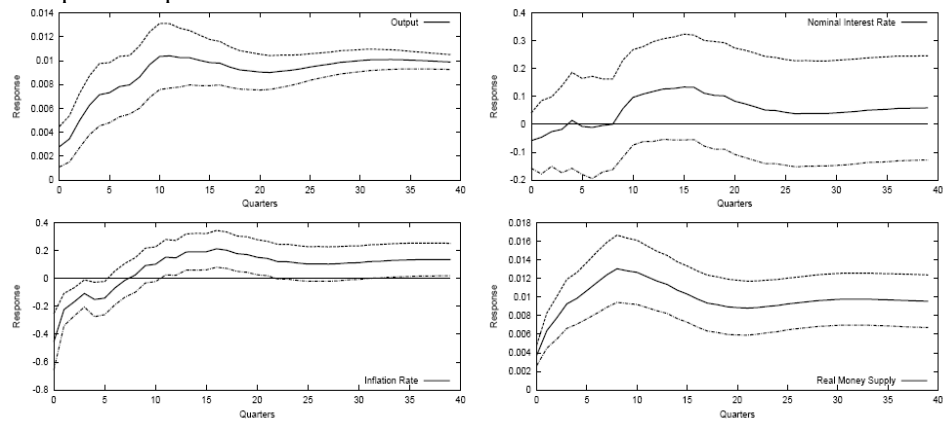 0.014
0.012
0.01
0.008
0.006
0.004
0.002
0
Response
Output
0 5 10 15 20 25 30 35 40
Quarters
0.4
0.3
0.2
0.1
0
-0.1
-0.2
Response
Nominal Interest Rate
0 5 10 15 20 25 30 35 40
Quarters
0.4
0.2
0
-0.2
-0.4
-0.6
-0.8
Response
Inflation Rate
0 5 10 15 20 25 30 35 40
Quarters
0.018
0.016
0.014
0.012
0.01
0.008
0.006
0.004
0.002
0
Response
Real Money Supply
0 5 10 15 20 25 30 35 40
Quarters